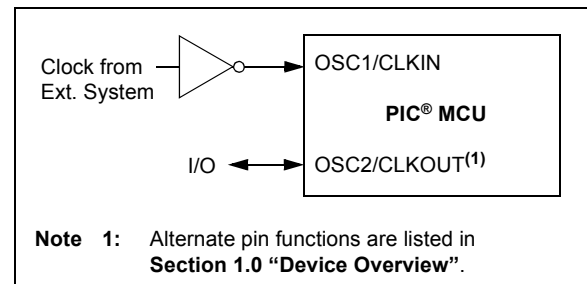 Clock from
Ext. System
OSC1/CLKIN
PIC® MCU
I/O
OSC2/CLKOUT(1)
Note 1: Alternate pin functions are listed in
Section 1.0 “Device Overview”.